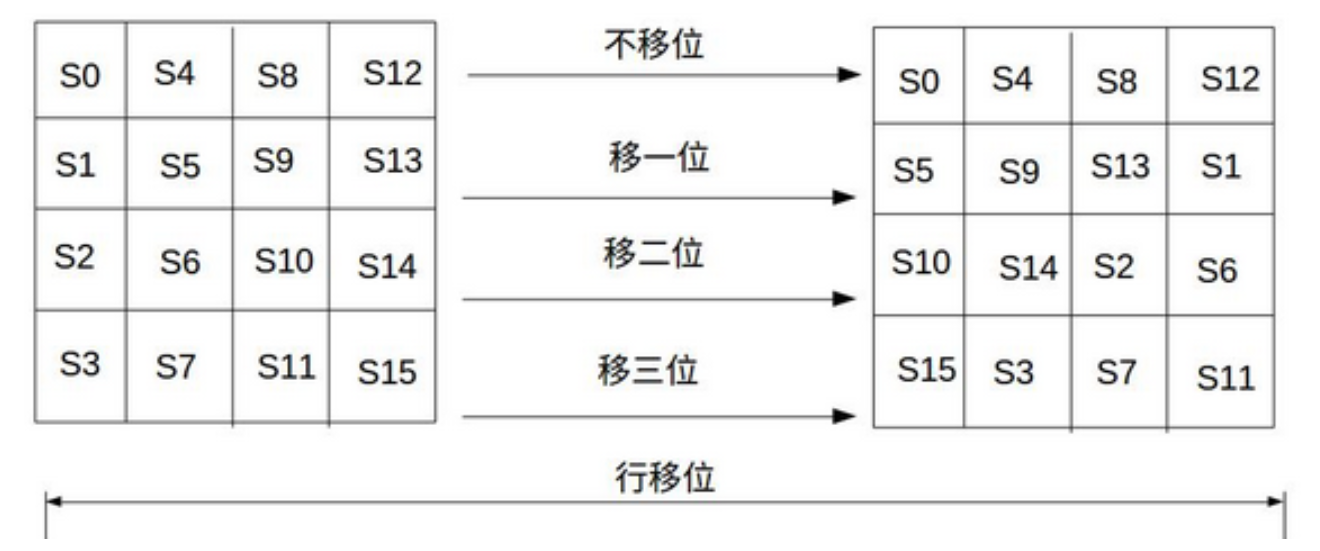 S0 S4 S8 S12
S1 S5 S9 S13
S2 S6 S10 S14
S3 S7 S11 S15
不移位
移一位
移二位
移三位
S0 S4 S8 S12
S5 S9 S13 S1
S10 S14 S2 S6
S15 S3 S7 S11
行移位